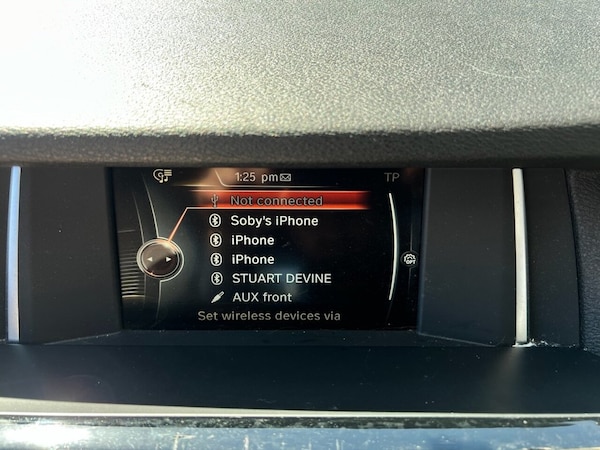 1:25 pm TP
Not connected
Soby's iPhone
iPhone
iPhone
STUART DEVINE
AUX front
Set wireless devices via